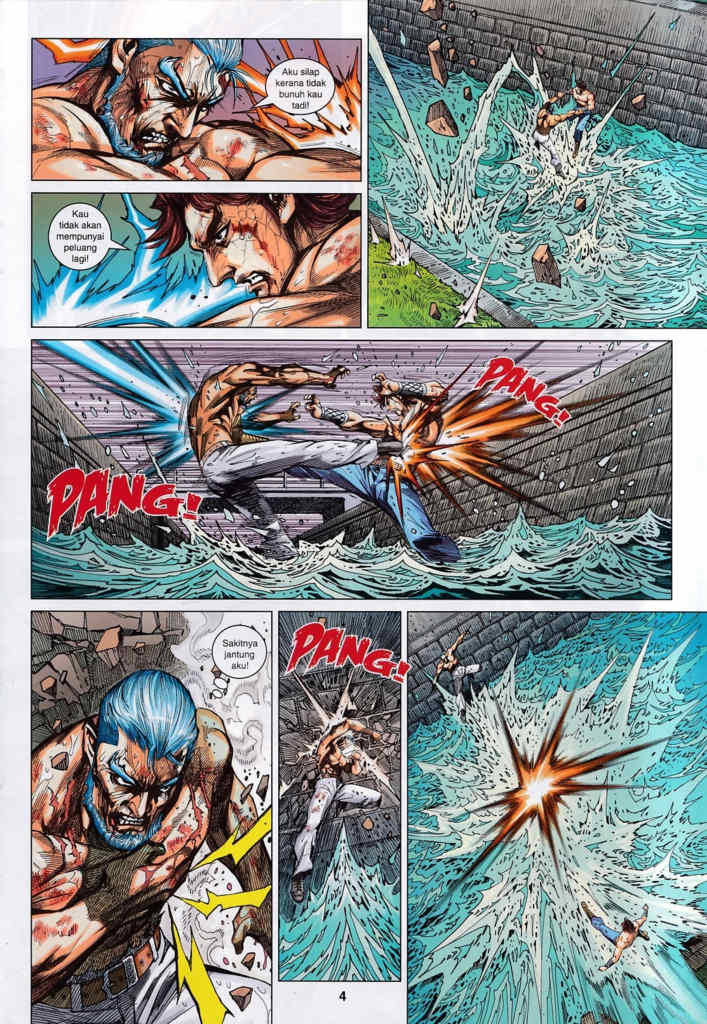 Aku silap
kerana tidak
bunuh kau
tadi!
Kau
tidak akan
mempunyai
peluang
lagi!
PANG!
PANG!
Sakitnya
jantung
aku!
PANG!
4